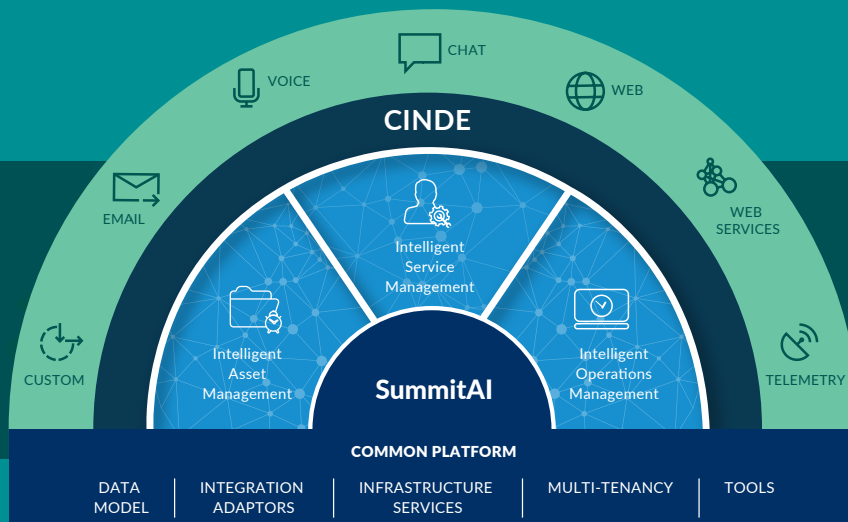 CHAT
VOICE
WEB
CINDE
EMAIL
WEB
SERVICES
Intelligent
Service
Management
CUSTOM
Intelligent
Asset
Management
Intelligent
Operations
Management
TELEMETRY
SummitAI
COMMON PLATFORM
DATA
MODEL
INTEGRATION
ADAPTORS
INFRASTRUCTURE
SERVICES
MULTI-TENANCY
TOOLS